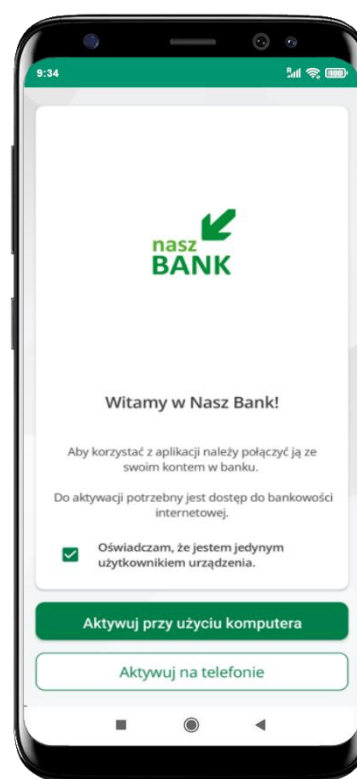 9:34
nasz
BANK
Witamy w Nasz Bank!
Aby korzystać z aplikacji należy połączyć ją ze
swoim kontem w banku.
Do aktywacji potrzebny jest dostęp do bankowości
internetowej.
Oświadczam, że jestem jedynym
użytkownikiem urządzenia.
Aktywuj przy użyciu komputera
Aktywuj na telefonie